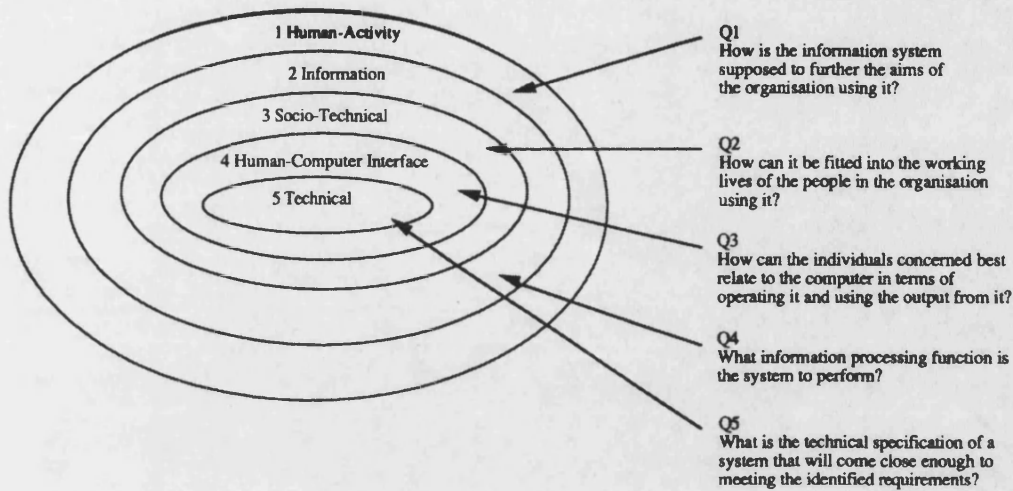 1 Human-Activity
2 Information
3 Socio-Technical
4 Human-Computer Interface
5 Technical
Q1
How is the information system
supposed to further the aims of
the organisation using it?
Q2
How can it be fitted into the working
lives of the people in the organisation
using it?
Q3
How can the individuals concerned best
relate to the computer in terms of
operating it and using the output from it?
Q4
What information processing function is
the system to perform?
Q5
What is the technical specification of a
system that will come close enough to
meeting the identified requirements?